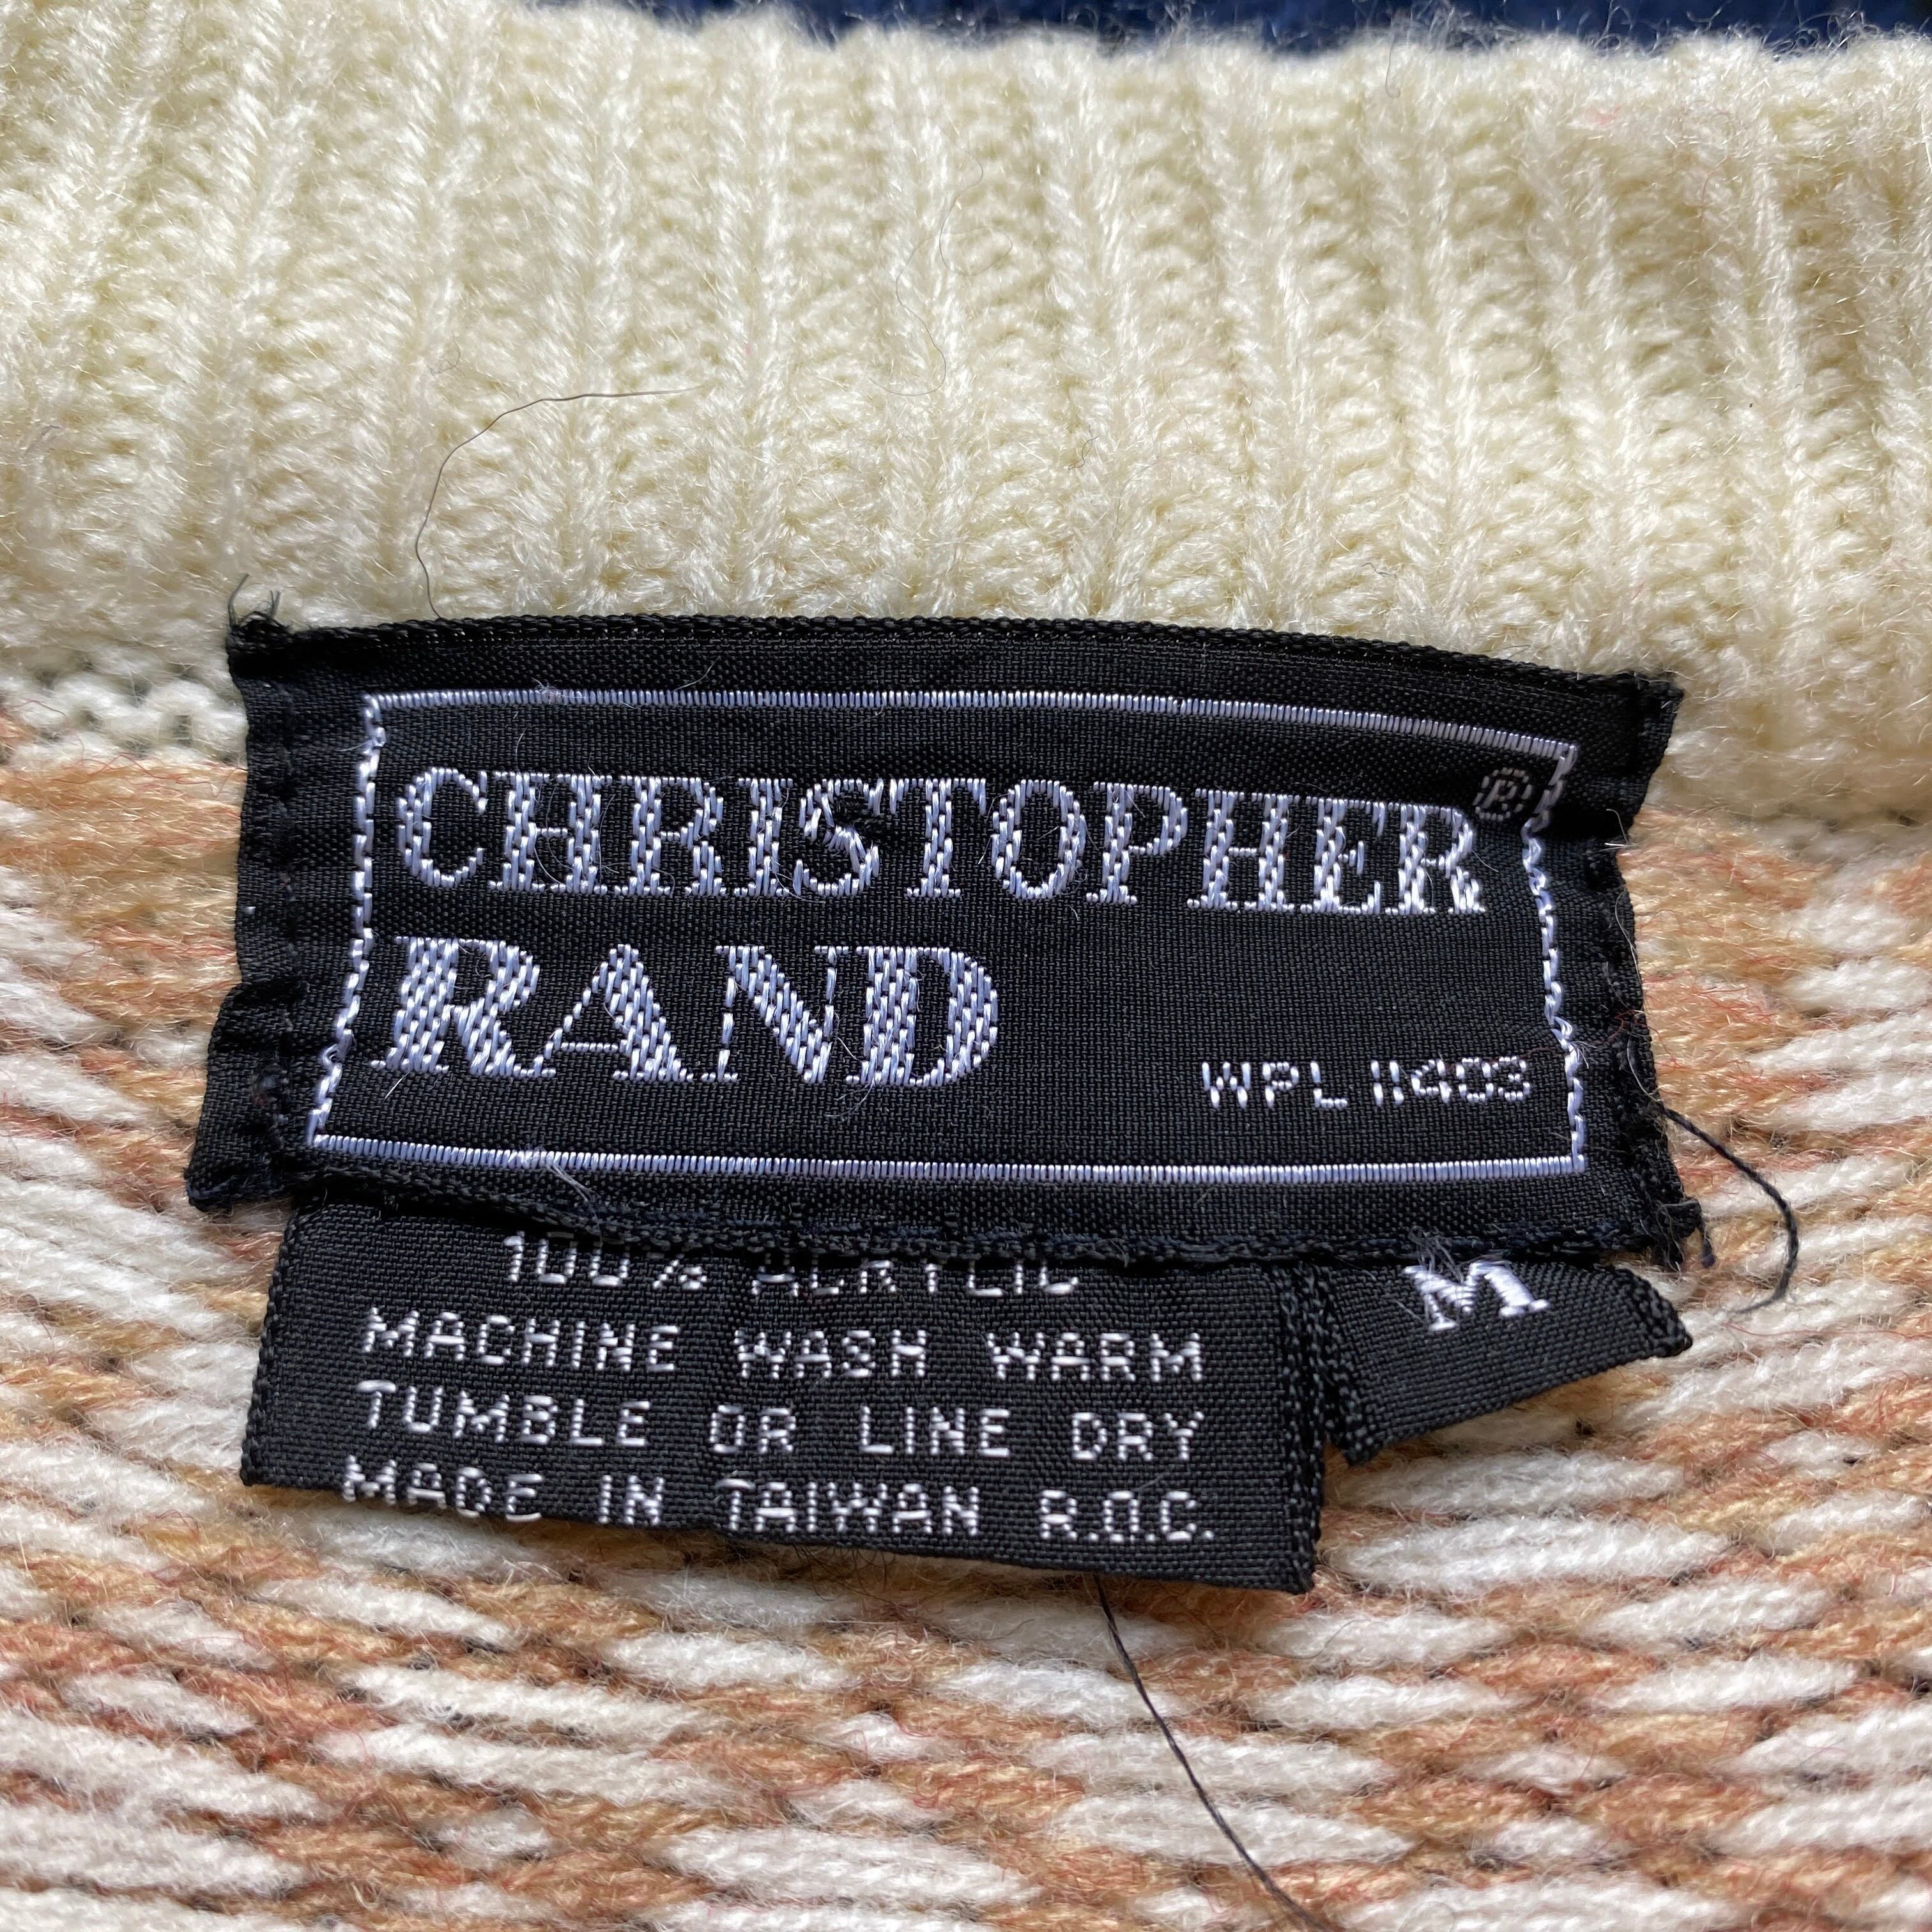 CHRISTOPHER ®
RAND
WPL 11403
100% ACRYLIC
MACHINE WASH WARM
TUMBLE OR LINE DRY
MADE IN TAIWAN R.O.C.
M